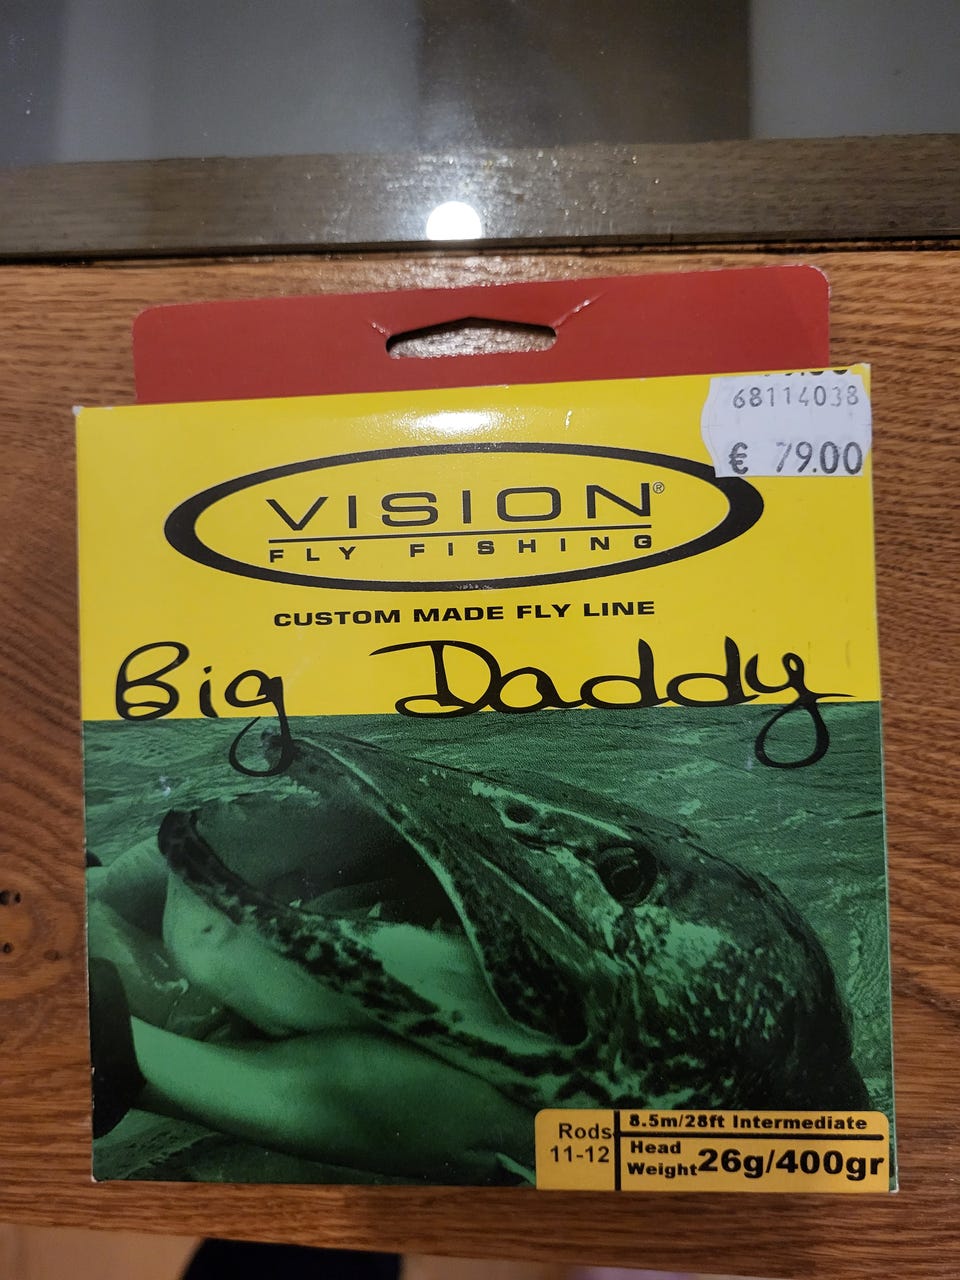 68114038
€ 79.00
VISION®
FLY FISHING
CUSTOM MADE FLY LINE
Big Daddy
Rods
11-12
8.5m/28ft Intermediate
Head
Weight 26g/400gr